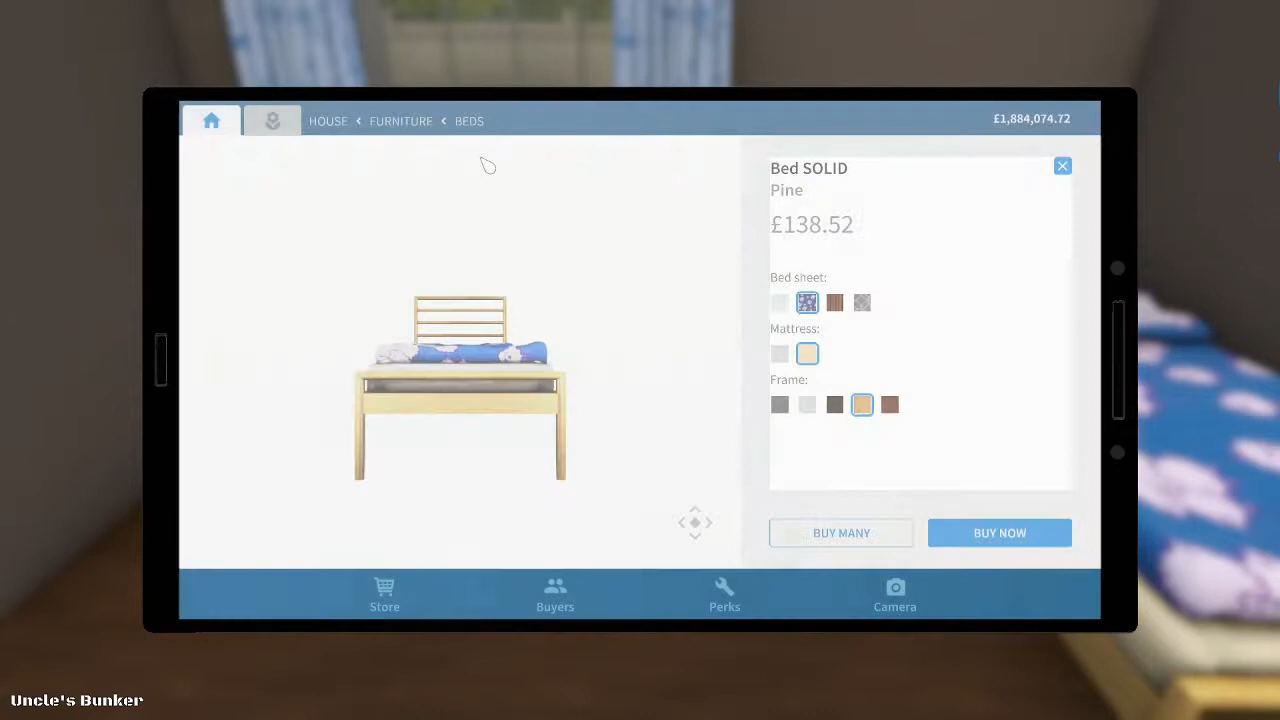 HOUSE < FURNITURE < BEDS
£1,884,074.72
Bed SOLID
Pine
£138.52
Bed sheet:
Mattress:
Frame:
BUY MANY
BUY NOW
Store
Buyers
Perks
Camera
Uncle's Bunker